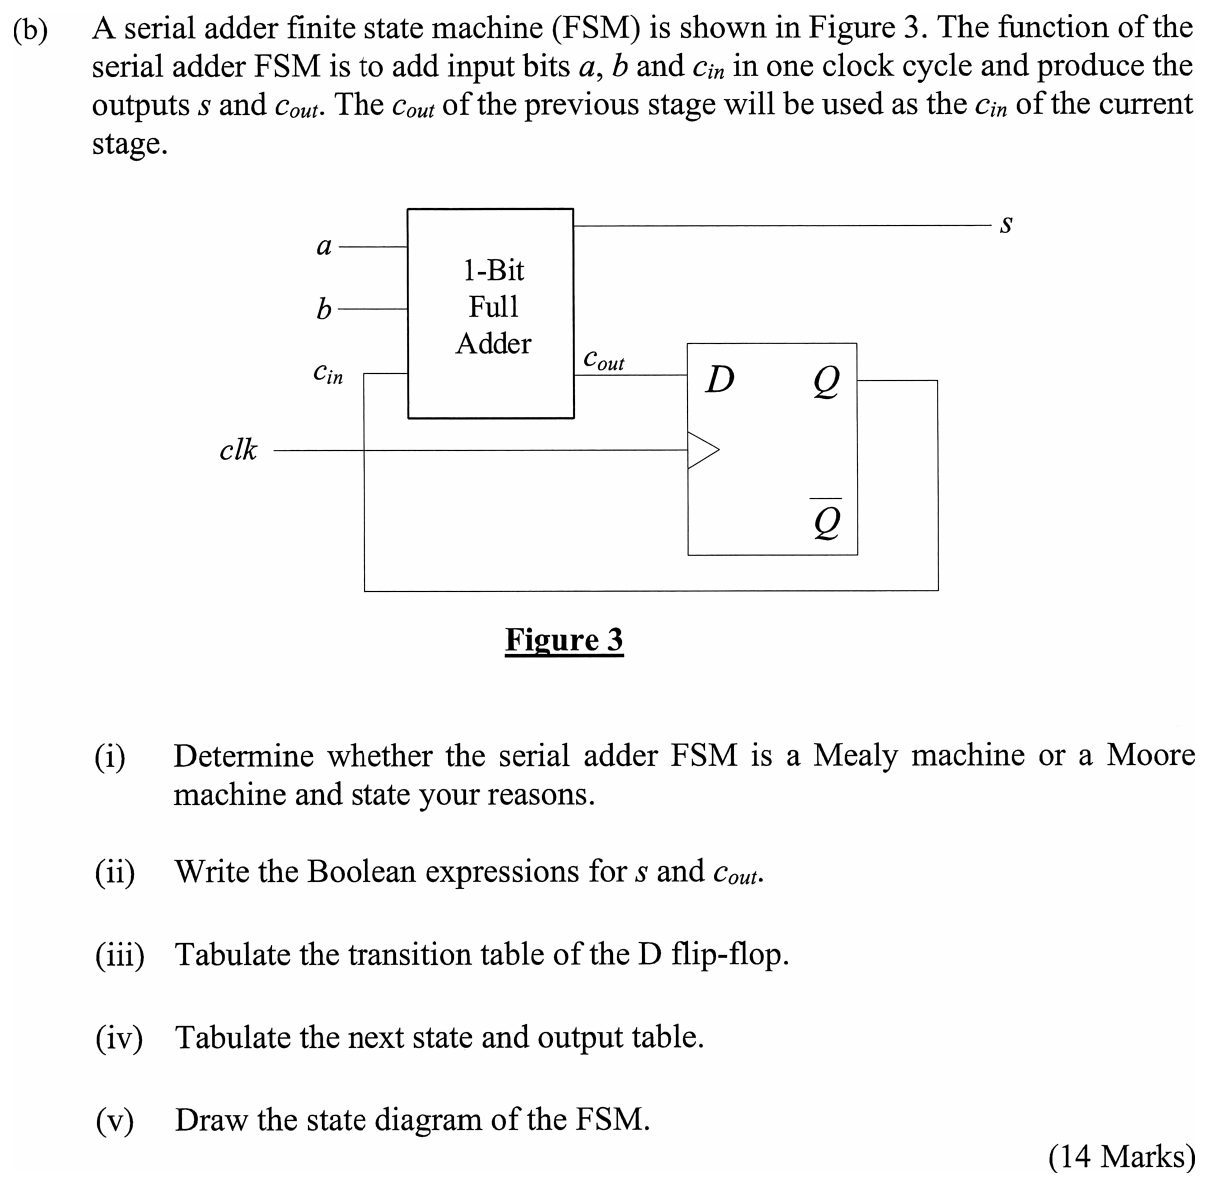 (b) A serial adder finite state machine (FSM) is shown in Figure 3. The function of the
serial adder FSM is to add input bits a, b and cin in one clock cycle and produce the
outputs s and cout. The cout of the previous stage will be used as the cin of the current
stage.
s
a
1-Bit
b
Full
Adder
cin
cout
D Q
clk
Q̅
Figure 3
(i) Determine whether the serial adder FSM is a Mealy machine or a Moore
machine and state your reasons.
(ii) Write the Boolean expressions for s and cout.
(iii) Tabulate the transition table of the D flip-flop.
(iv) Tabulate the next state and output table.
(v) Draw the state diagram of the FSM.
(14 Marks)